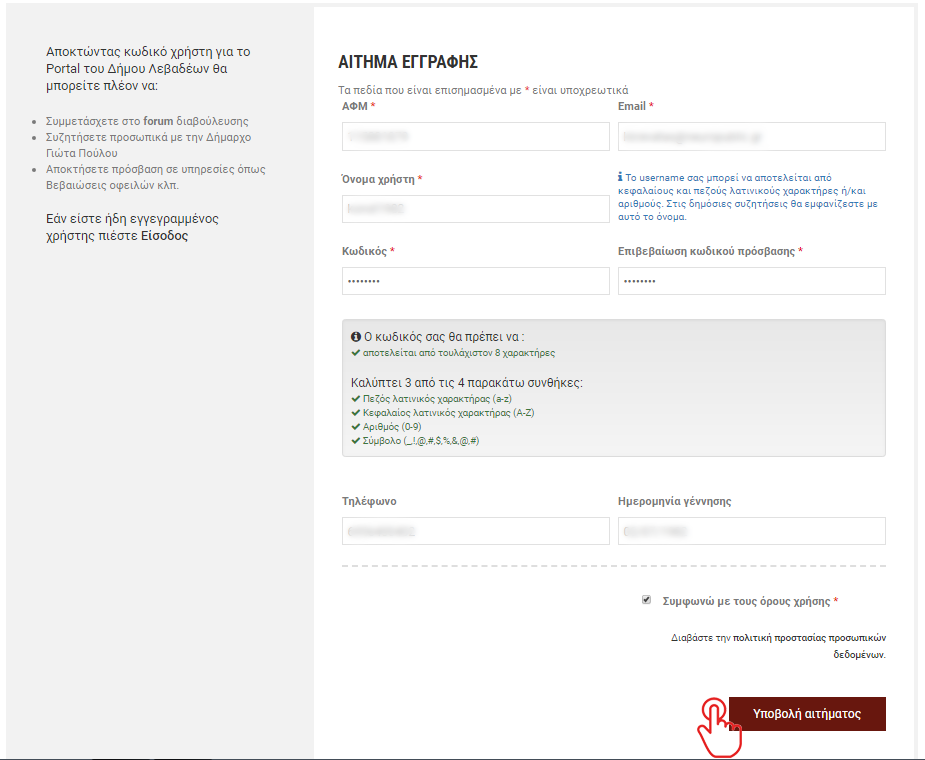 Αποκτώντας κωδικό χρήστη για το
Portal του Δήμου Λεβαδέων θα
μπορείτε πλέον να:
Συμμετάσχετε στο forum διαβούλευσης
Συζητήσετε προσωπικά με την Δήμαρχο
Γιώτα Πούλου
Αποκτήσετε πρόσβαση σε υπηρεσίες όπως
Βεβαιώσεις οφειλών κλπ.
Εάν είστε ήδη εγγεγραμμένος
χρήστης πιέστε Είσοδος
ΑΙΤΗΜΑ ΕΓΓΡΑΦΗΣ
Τα πεδία που είναι επισημασμένα με * είναι υποχρεωτικά
ΑΦΜ *
Email *
Όνομα χρήστη *
Το username σας μπορεί να αποτελείται από
κεφαλαίους και πεζούς λατινικούς χαρακτήρες ή/και
αριθμούς. Στις δημόσιες συζητήσεις θα εμφανίζεστε με
αυτό το όνομα.
Κωδικός *
Επιβεβαίωση κωδικού πρόσβασης *
••••••••
••••••••
Ο κωδικός σας θα πρέπει να :
αποτελείται από τουλάχιστον 8 χαρακτήρες
Καλύπτει 3 από τις 4 παρακάτω συνθήκες:
Πεζός λατινικός χαρακτήρας (a-z)
Κεφαλαίος λατινικός χαρακτήρας (A-Z)
Αριθμός (0-9)
Σύμβολο (_,!,@,#,$,%,&,@,#)
Τηλέφωνο
Ημερομηνία γέννησης
Συμφωνώ με τους όρους χρήσης *
Διαβάστε την πολιτική προστασίας προσωπικών
δεδομένων.
Υποβολή αιτήματος